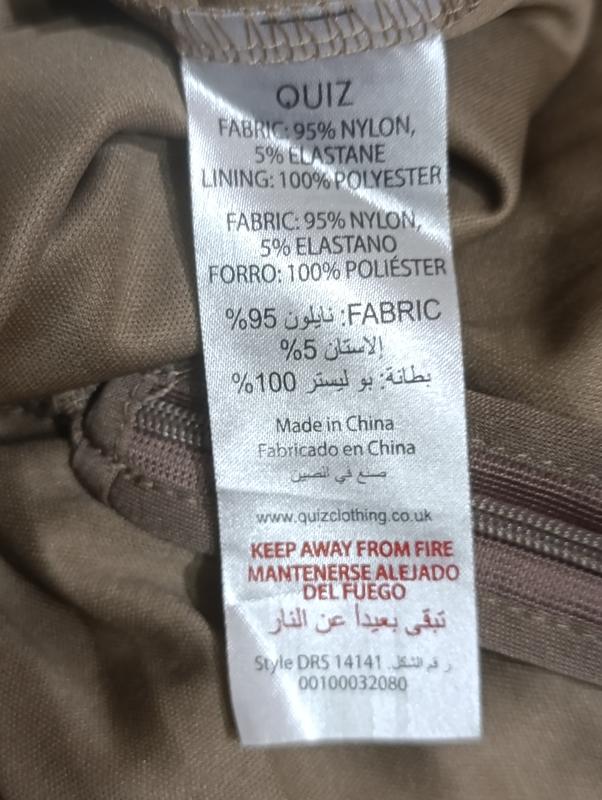 QUIZ
FABRIC: 95% NYLON,
5% ELASTANE
LINING: 100% POLYESTER
FABRIC: 95% NYLON,
5% ELASTANO
FORRO: 100% POLIÉSTER
FABRIC: نايلون 95%
إلاستان 5%
بطانة: بو ليستر 100%
Made in China
Fabricado en China
صنع في الصين
www.quizclothing.co.uk
KEEP AWAY FROM FIRE
MANTENERSE ALEJADO
DEL FUEGO
تبقى بعيداً عن النار
Style DRS 14141 .ر قم الشكل
00100032080